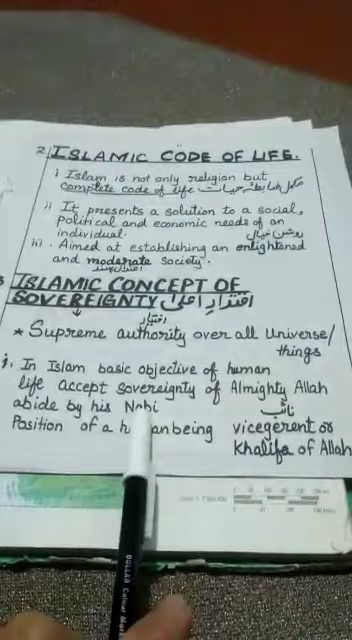 2. ISLAMIC CODE OF LIFE.
i Islam is not only religion but
complete code of life مکمل ضابطہ حیات
ii It presents a solution to a social,
political and economic needs of an
individual. روشن خیال
iii. Aimed at establishing an enlightened
and moderate society.
اعتدال پسند
ISLAMIC CONCEPT OF
SOVEREIGNTY اقتدارِ اعلیٰ
اختیار
* Supreme authority over all Universe/
things
i. In Islam basic objective of human
life accept sovereignty of Almighty Allah
abide by his Nabi نائب
Position of a human being vicegerent or
Khalifa of Allah
DOLLAR Colour